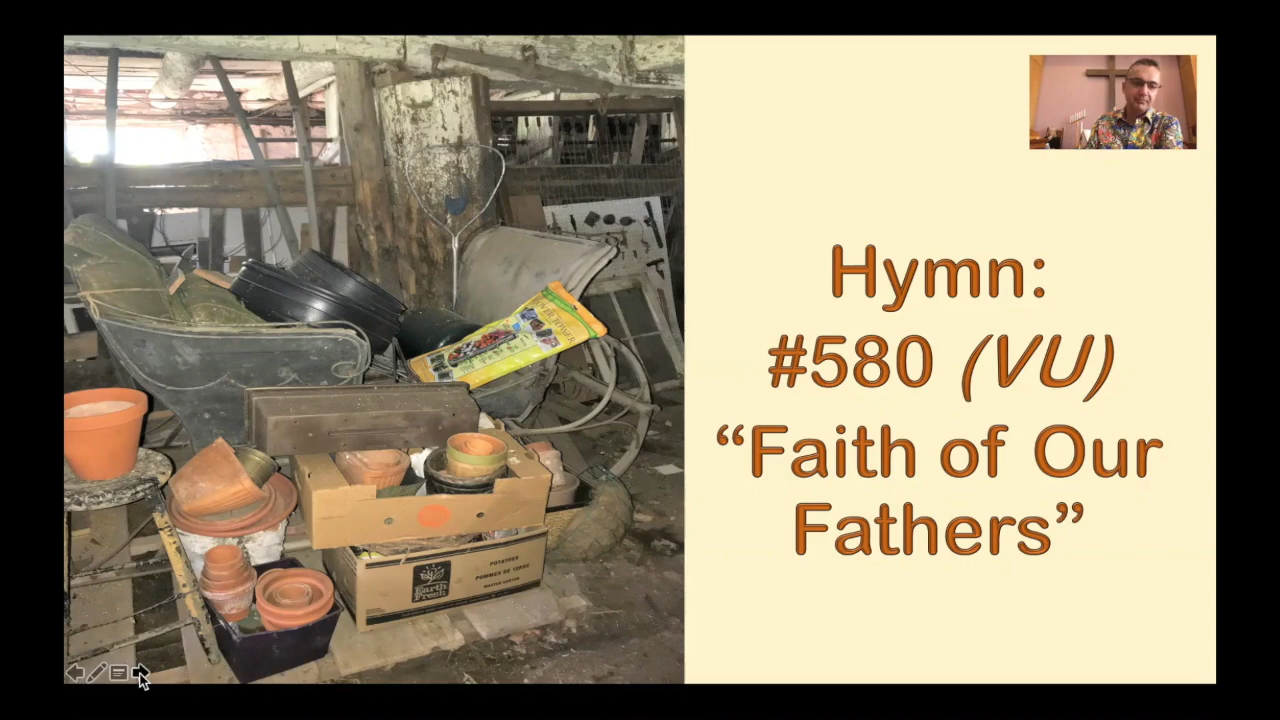 Hymn:
#580 (VU)
“Faith of Our
Fathers”
Earth
Fresh
POTATOES
POMMES DE TERRE